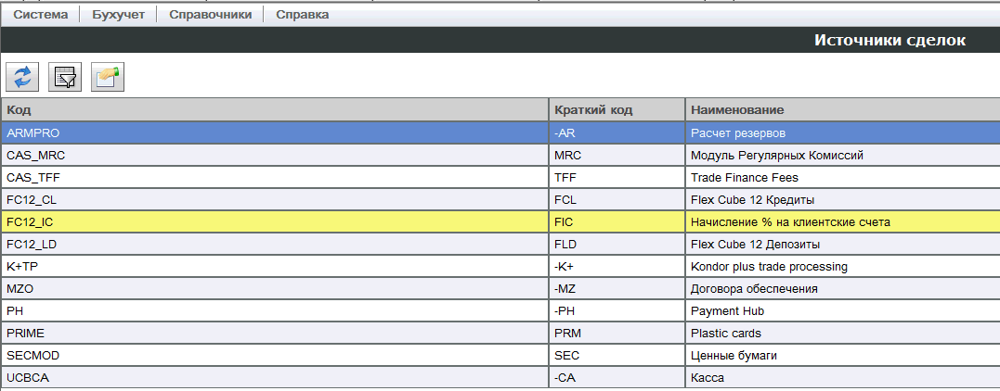 Система Бухучет Справочники Справка
Источники сделок
Код Краткий код Наименование
ARMPRO -AR Расчет резервов
CAS_MRC MRC Модуль Регулярных Комиссий
CAS_TFF TFF Trade Finance Fees
FC12_CL FCL Flex Cube 12 Кредиты
FC12_IC FIC Начисление % на клиентские счета
FC12_LD FLD Flex Cube 12 Депозиты
K+TP -K+ Kondor plus trade processing
MZO -MZ Договора обеспечения
PH -PH Payment Hub
PRIME PRM Plastic cards
SECMOD SEC Ценные бумаги
UCBCA -CA Касса